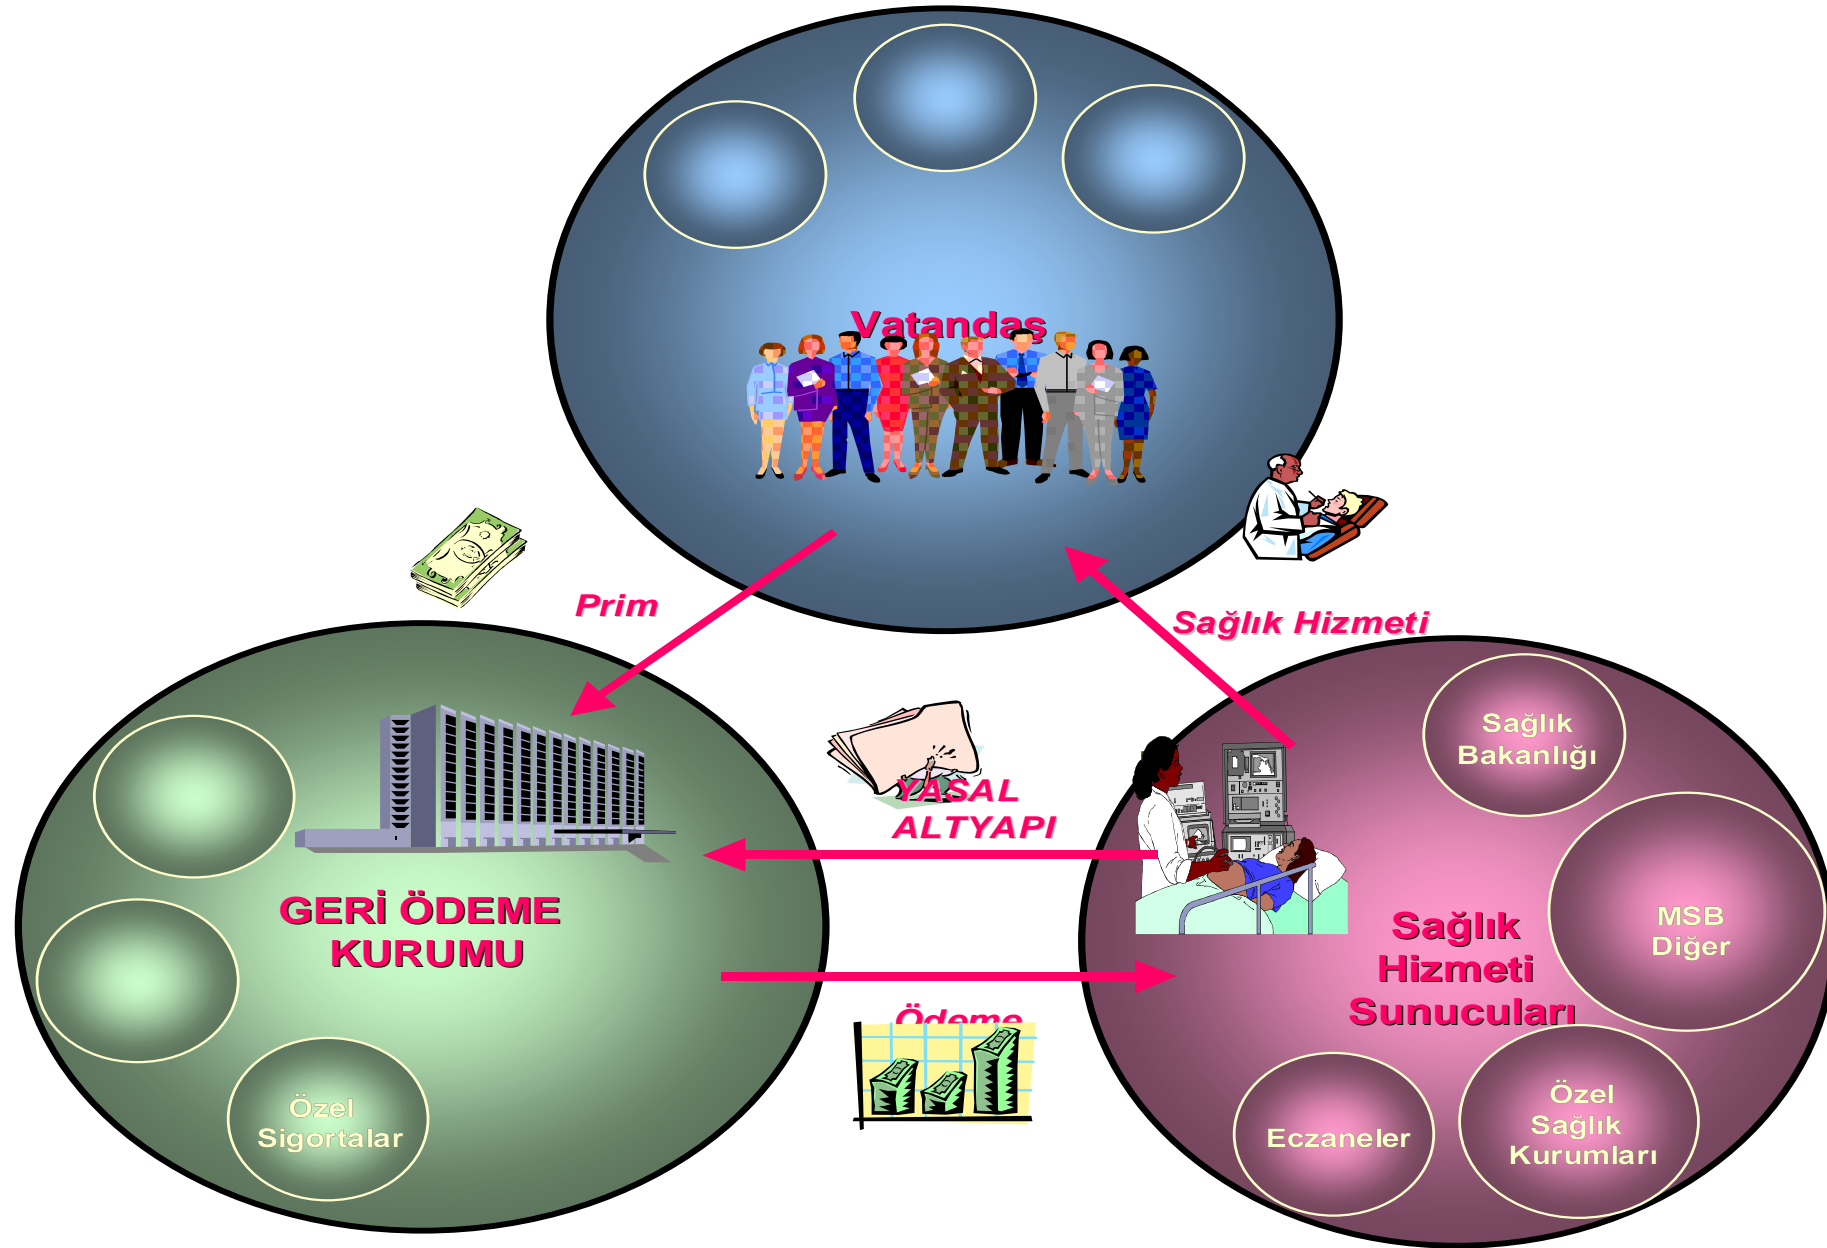 Vatandaş
Prim
Sağlık Hizmeti
YASAL
ALTYAPI
GERİ ÖDEME
KURUMU
Özel
Sigortalar
Ödeme
Sağlık
Hizmeti
Sunucuları
Sağlık
Bakanlığı
MSB
Diğer
Eczaneler
Özel
Sağlık
Kurumları